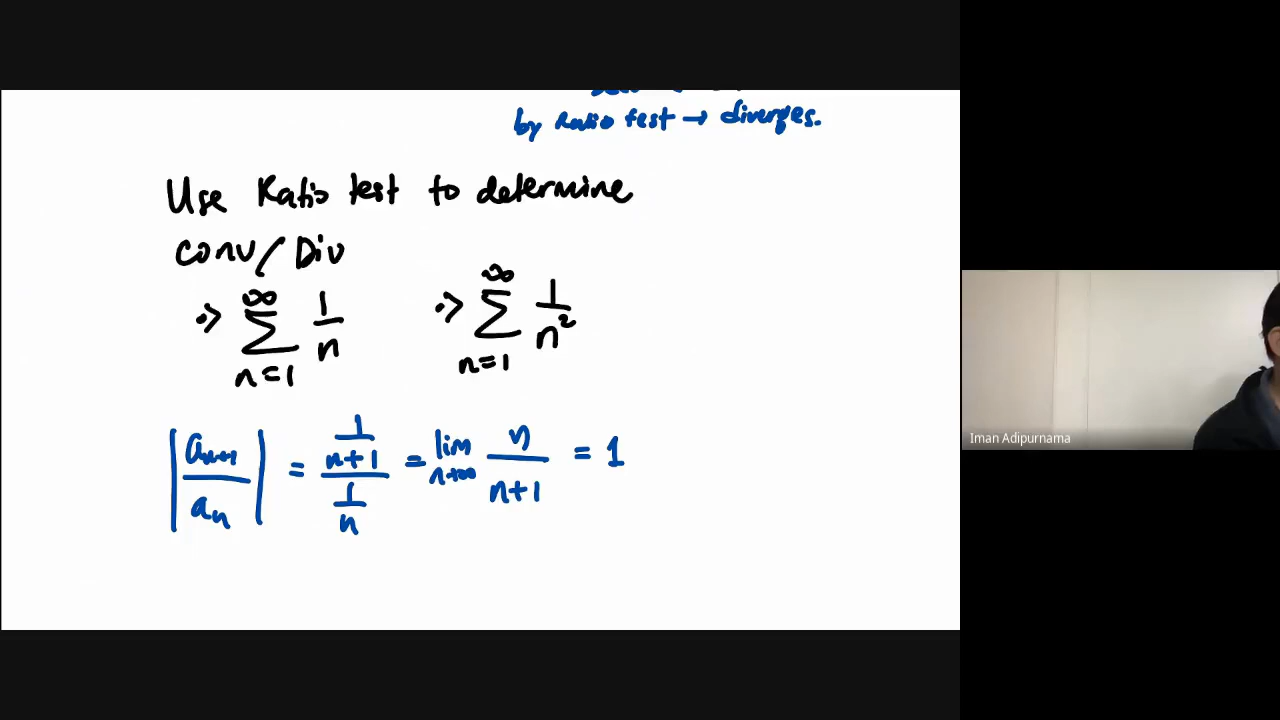 by Ratio test → diverges.
Use Ratio test to determine
Conv/Div
∑_{n=1}^{∞} 1/n    ∑_{n=1}^{∞} 1/n²
|a_{n+1}/a_n| = (1/(n+1))/(1/n) = lim_{n→∞} n/(n+1) = 1
Iman Adipurnama